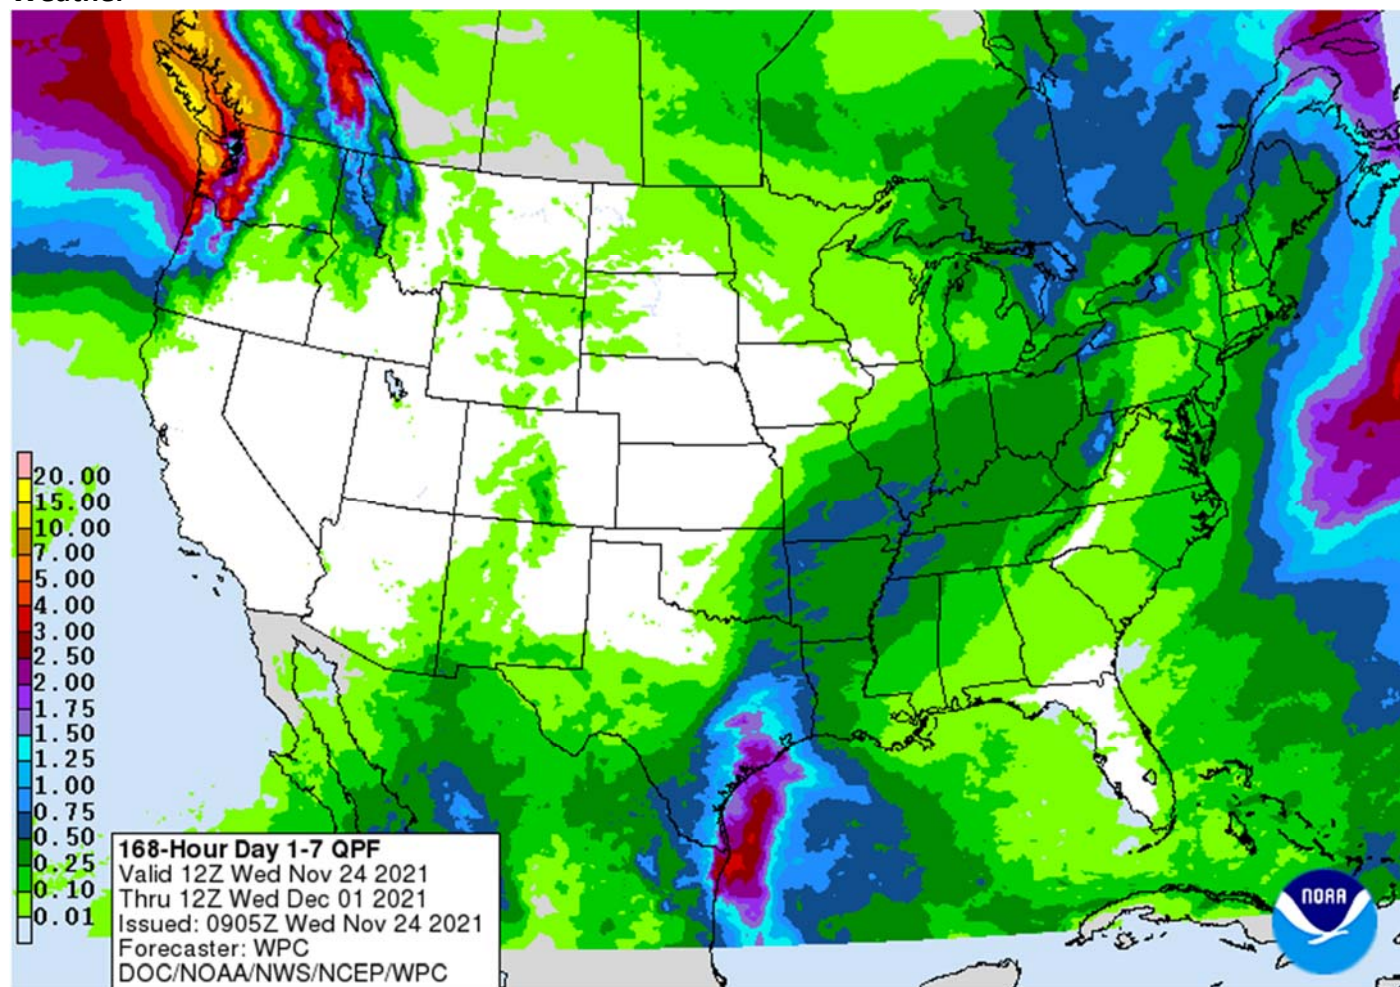 Weather
20.00
15.00
10.00
7.00
5.00
4.00
3.00
2.50
2.00
1.75
1.50
1.25
1.00
0.75
0.50
0.25
0.10
0.01
168-Hour Day 1-7 QPF
Valid 12Z Wed Nov 24 2021
Thru 12Z Wed Dec 01 2021
Issued: 0905Z Wed Nov 24 2021
Forecaster: WPC
DOC/NOAA/NWS/NCEP/WPC
NOAA